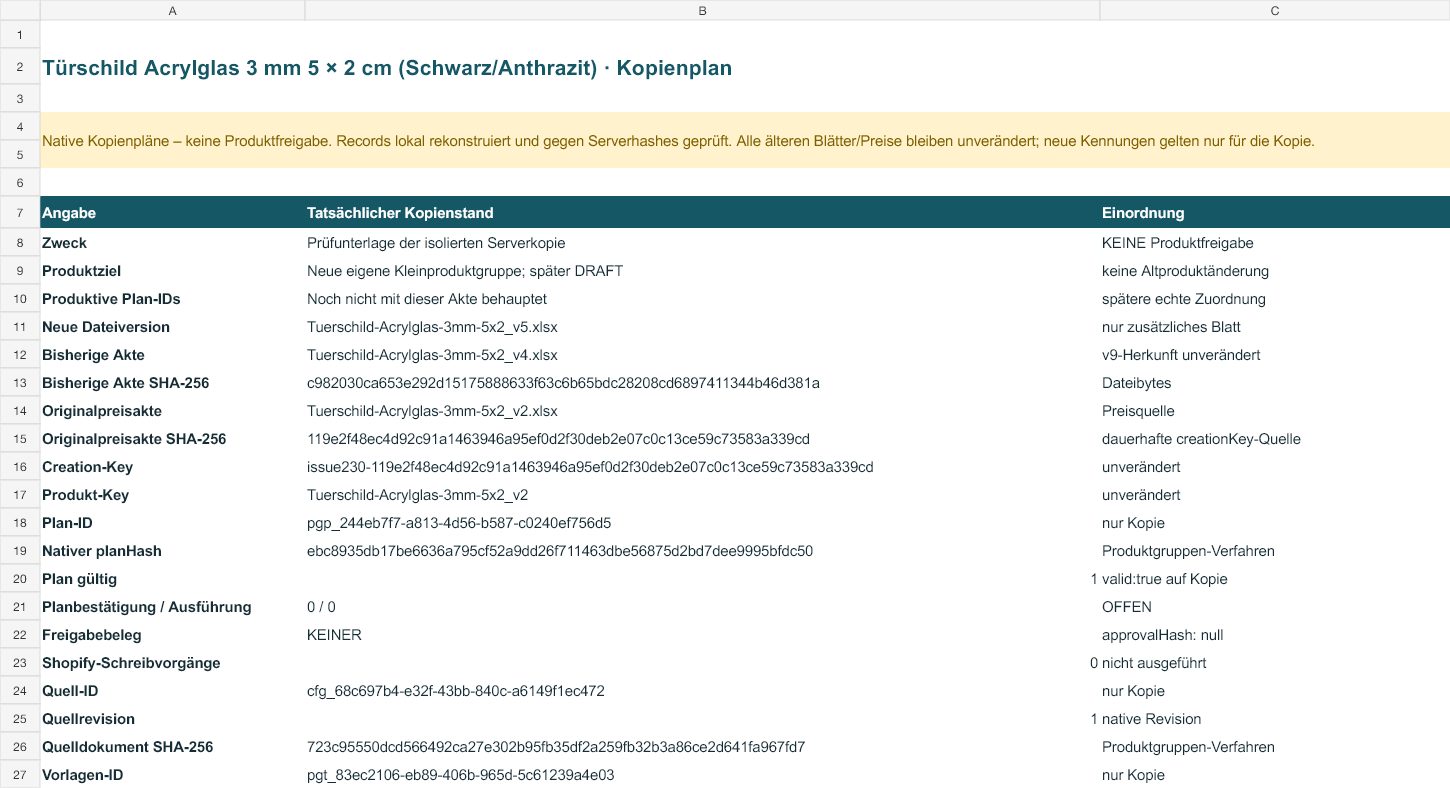 A B C
1
2 Türschild Acrylglas 3 mm 5 × 2 cm (Schwarz/Anthrazit) · Kopienplan
3
4
Native Kopienpläne – keine Produktfreigabe. Records lokal rekonstruiert und gegen Serverhashes geprüft. Alle älteren Blätter/Preise bleiben unverändert; neue Kennungen gelten nur für die Kopie.
5
6
7 Angabe Tatsächlicher Kopienstand Einordnung
8 Zweck Prüfunterlage der isolierten Serverkopie KEINE Produktfreigabe
9 Produktziel Neue eigene Kleinproduktgruppe; später DRAFT keine Altproduktänderung
10 Produktive Plan-IDs Noch nicht mit dieser Akte behauptet spätere echte Zuordnung
11 Neue Dateiversion Tuerschild-Acrylglas-3mm-5x2_v5.xlsx nur zusätzliches Blatt
12 Bisherige Akte Tuerschild-Acrylglas-3mm-5x2_v4.xlsx v9-Herkunft unverändert
13 Bisherige Akte SHA-256 c982030ca653e292d15175888633f63c6b65bdc28208cd6897411344b46d381a Dateibytes
14 Originalpreisakte Tuerschild-Acrylglas-3mm-5x2_v2.xlsx Preisquelle
15 Originalpreisakte SHA-256 119e2f48ec4d92c91a1463946a95ef0d2f30deb2e07c0c13ce59c73583a339cd dauerhafte creationKey-Quelle
16 Creation-Key issue230-119e2f48ec4d92c91a1463946a95ef0d2f30deb2e07c0c13ce59c73583a339cd unverändert
17 Produkt-Key Tuerschild-Acrylglas-3mm-5x2_v2 unverändert
18 Plan-ID pgp_244eb7f7-a813-4d56-b587-c0240ef756d5 nur Kopie
19 Nativer planHash ebc8935db17be6636a795cf52a9dd26f711463dbe56875d2bd7dee9995bfdc50 Produktgruppen-Verfahren
20 Plan gültig 1 valid:true auf Kopie
21 Planbestätigung / Ausführung 0 / 0 OFFEN
22 Freigabebeleg KEINER approvalHash: null
23 Shopify-Schreibvorgänge 0 nicht ausgeführt
24 Quell-ID cfg_68c697b4-e32f-43bb-840c-a6149f1ec472 nur Kopie
25 Quellrevision 1 native Revision
26 Quelldokument SHA-256 723c95550dcd566492ca27e302b95fb35df2a259fb32b3a86ce2d641fa967fd7 Produktgruppen-Verfahren
27 Vorlagen-ID pgt_83ec2106-eb89-406b-965d-5c61239a4e03 nur Kopie